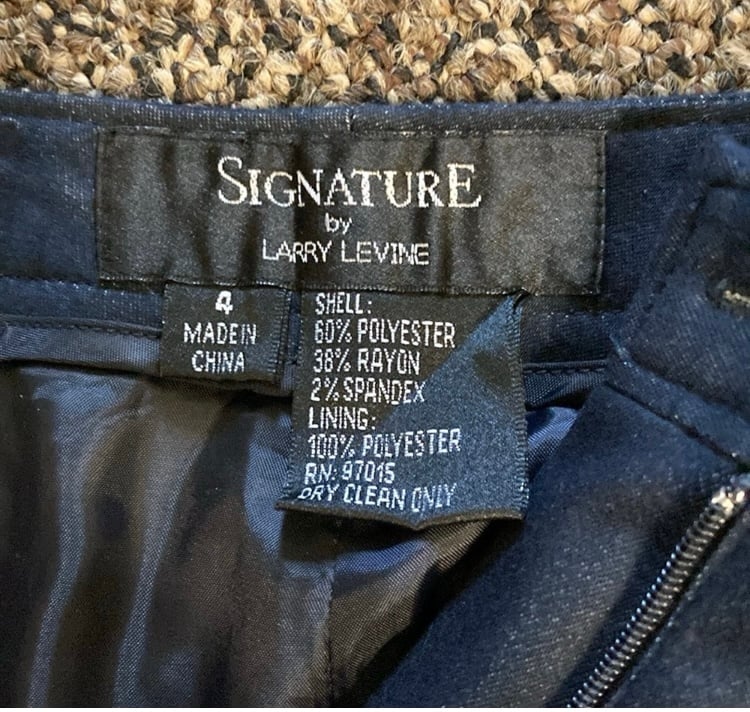 SIGNATURE
by
LARRY LEVINE
4
MADE IN
CHINA
SHELL:
60% POLYESTER
38% RAYON
2% SPANDEX
LINING:
100% POLYESTER
RN: 97015
DRY CLEAN ONLY